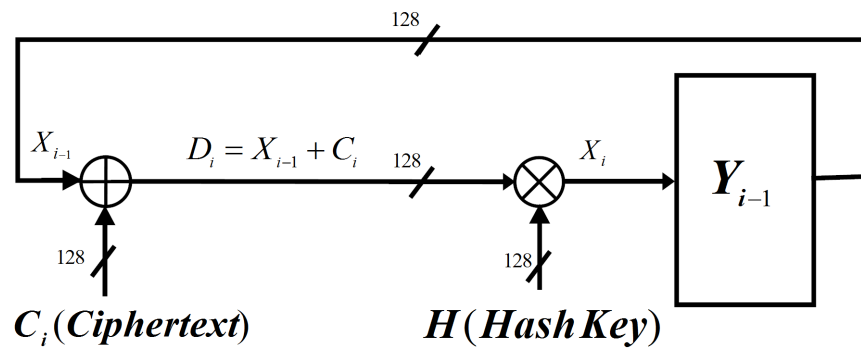 128
X_{i-1}
D_i = X_{i-1} + C_i
128
X_i
Y_{i-1}
128
128
C_i (Ciphertext)
H (Hash Key)